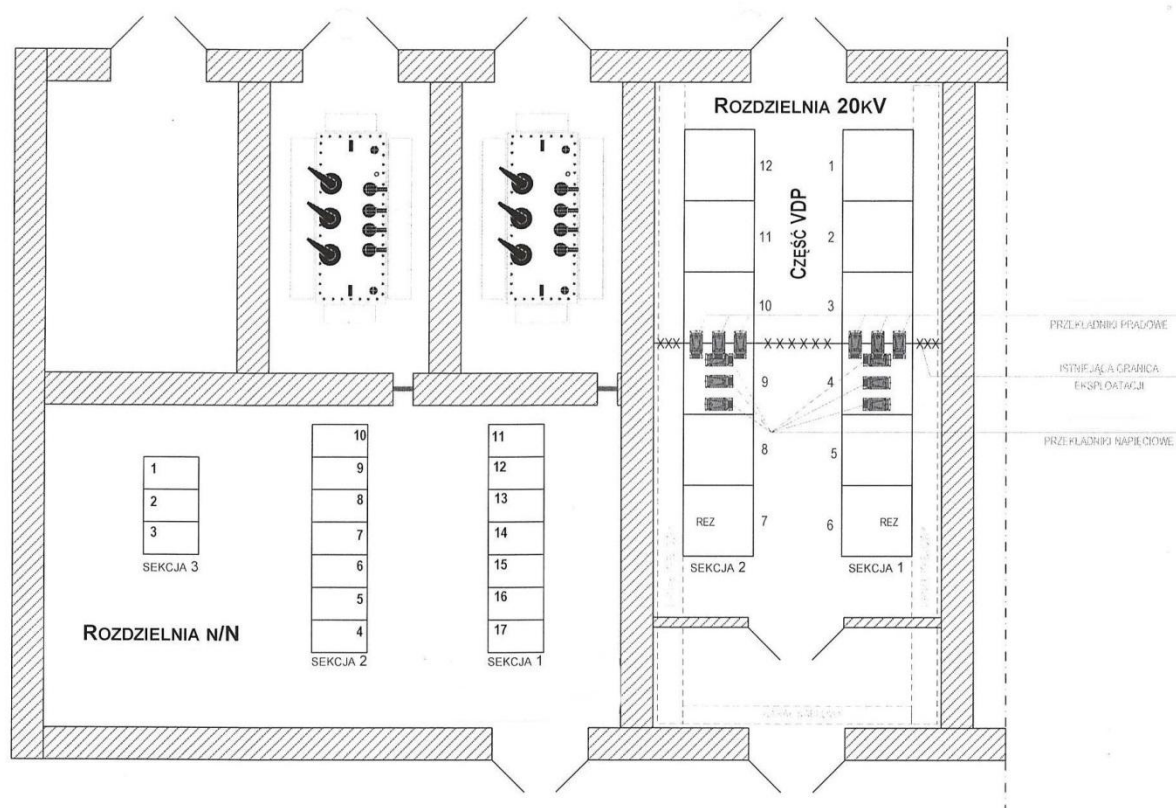 ROZDZIELNIA 20KV
CZĘŚĆ VDP
12
1
11
2
10
3
PRZEKŁADNIKI PRĄDOWE
9
4
ISTNIEJĄCA GRANICA
EKSPLOATACJI
8
5
PRZEKŁADNIKI NAPIĘCIOWE
REZ
7
6
REZ
SEKCJA 2
SEKCJA 1
1
2
3
SEKCJA 3
10
9
8
7
6
5
4
SEKCJA 2
11
12
13
14
15
16
17
SEKCJA 1
ROZDZIELNIA N/N